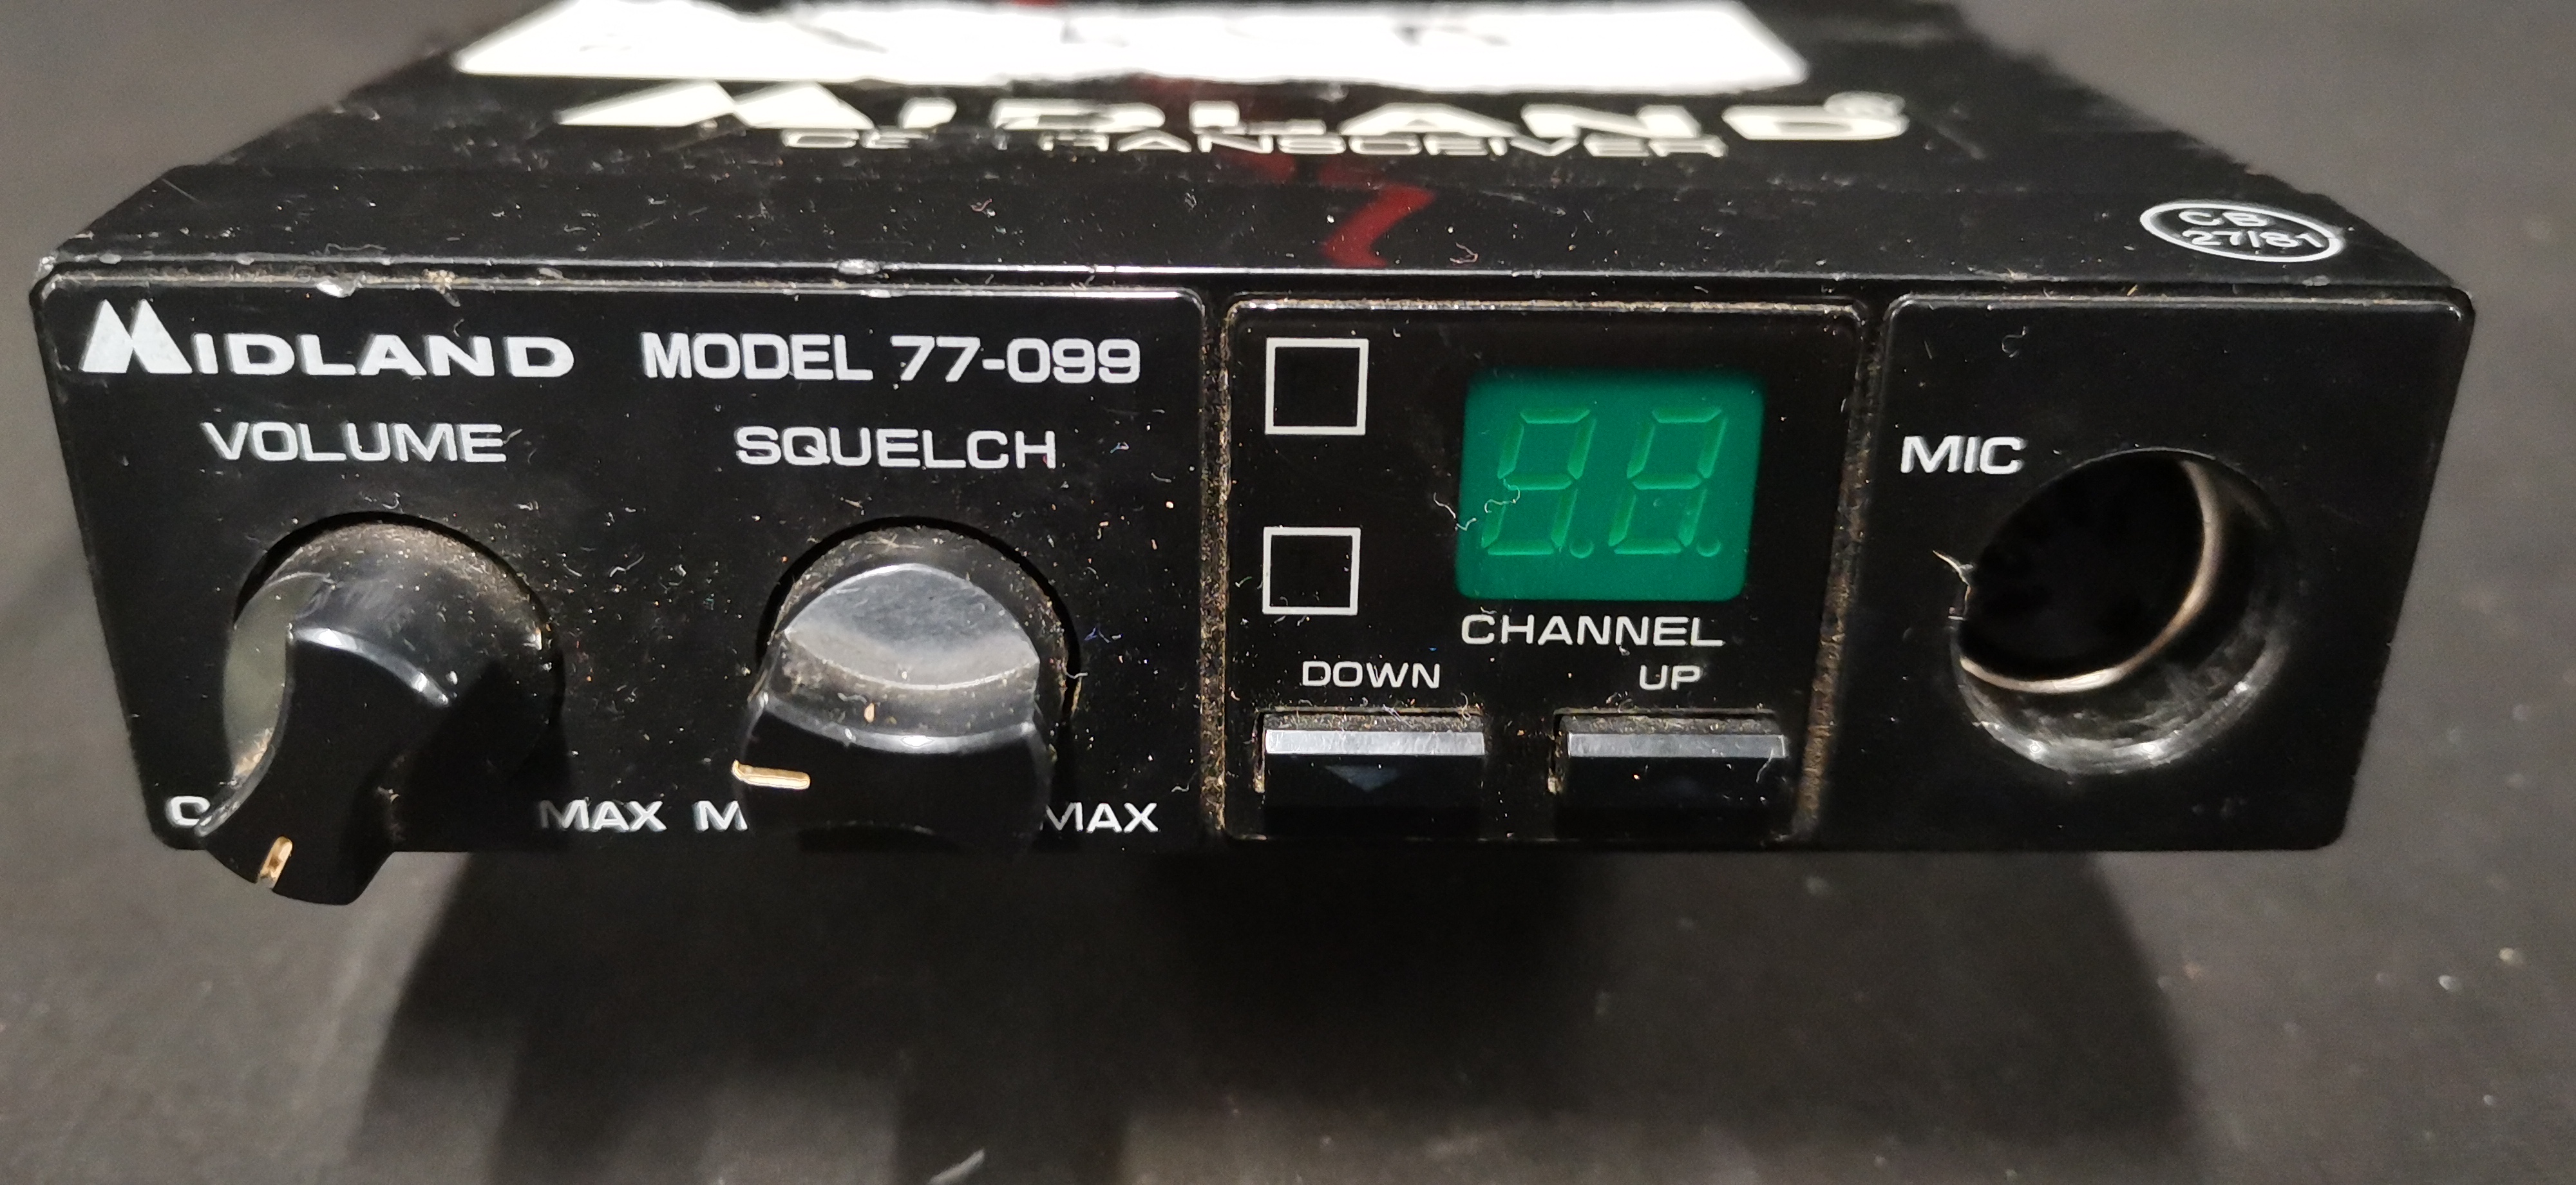 MIDLAND®
CB TRANSCEIVER
CB
27/81
MIDLAND MODEL 77-099
VOLUME SQUELCH
MIC
CHANNEL
DOWN UP
MAX MAX